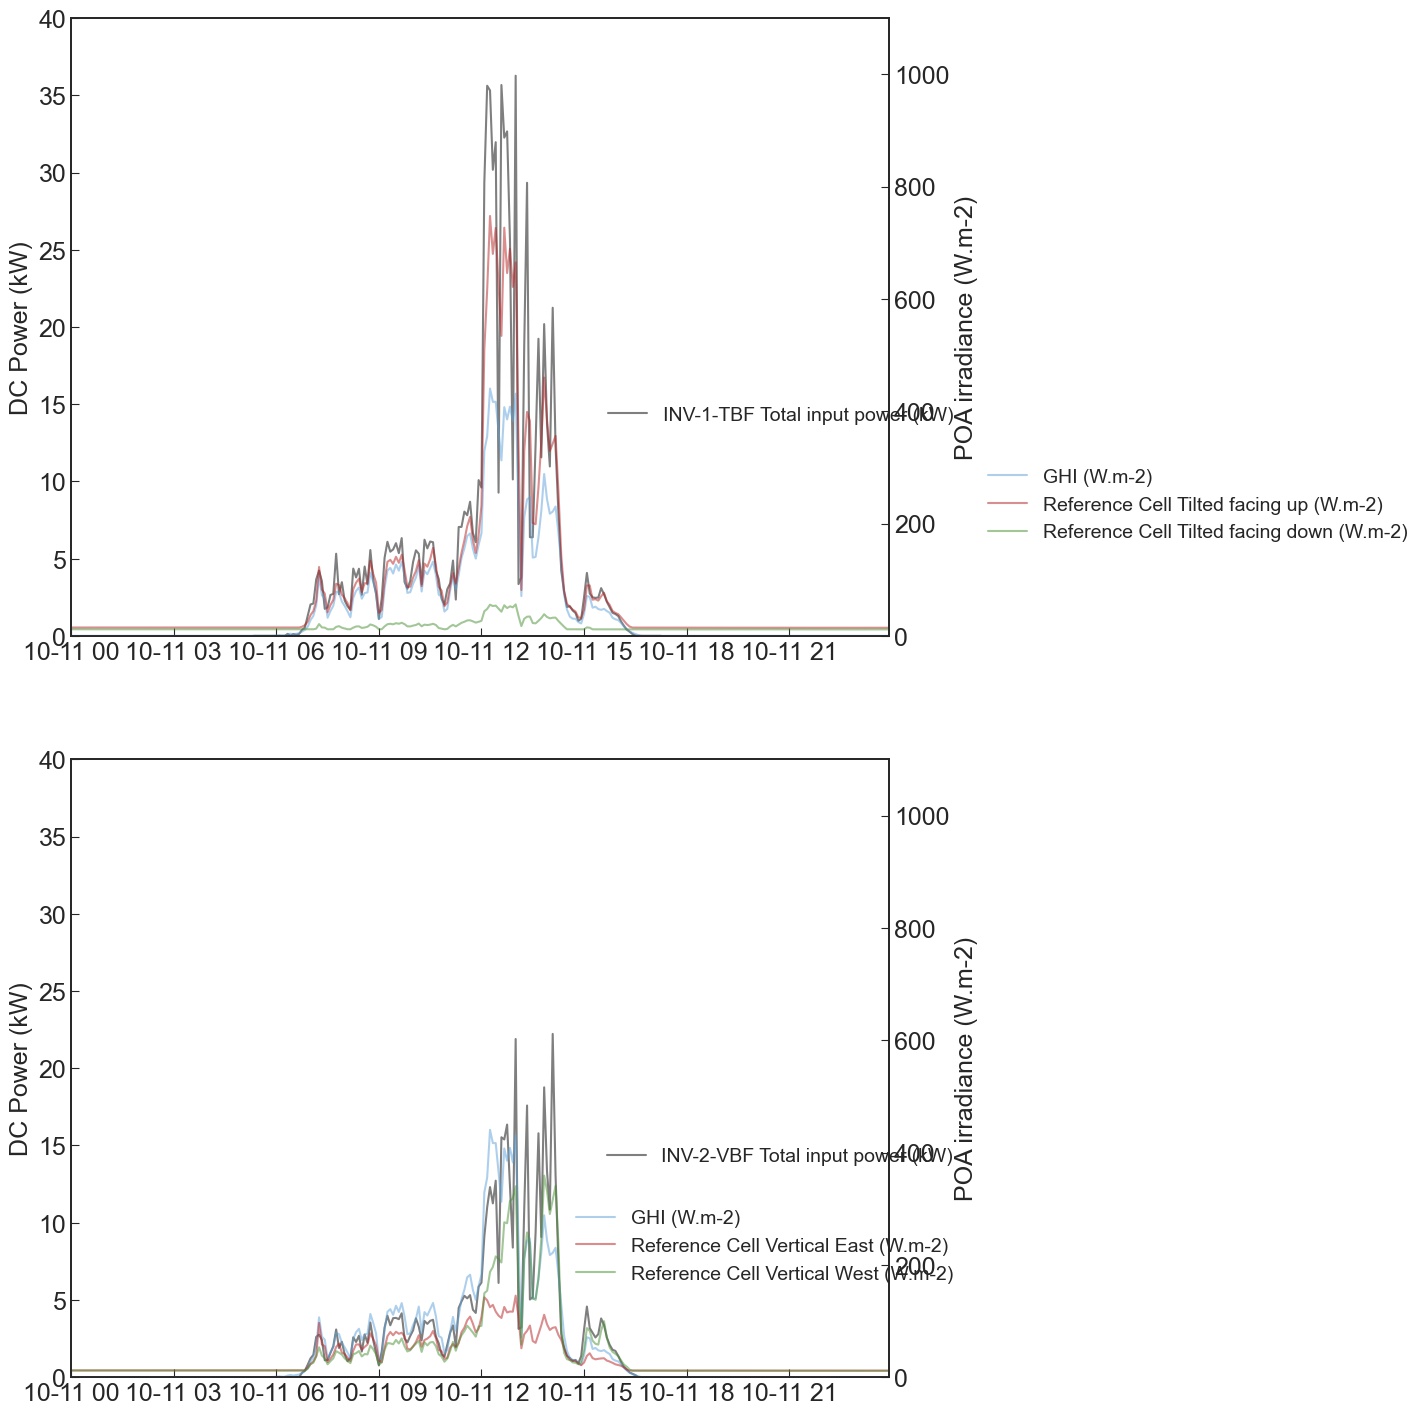 40
35
30
25
20
15
10
5
0
DC Power (kW)
1000
800
600
400
200
0
POA irradiance (W.m-2)
INV-1-TBF Total input power (kW)
GHI (W.m-2)
Reference Cell Tilted facing up (W.m-2)
Reference Cell Tilted facing down (W.m-2)
10-11 00 10-11 03 10-11 06 10-11 09 10-11 12 10-11 15 10-11 18 10-11 21
40
35
30
25
20
15
10
5
0
DC Power (kW)
1000
800
600
400
200
0
POA irradiance (W.m-2)
INV-2-VBF Total input power (kW)
GHI (W.m-2)
Reference Cell Vertical East (W.m-2)
Reference Cell Vertical West (W.m-2)
10-11 00 10-11 03 10-11 06 10-11 09 10-11 12 10-11 15 10-11 18 10-11 21